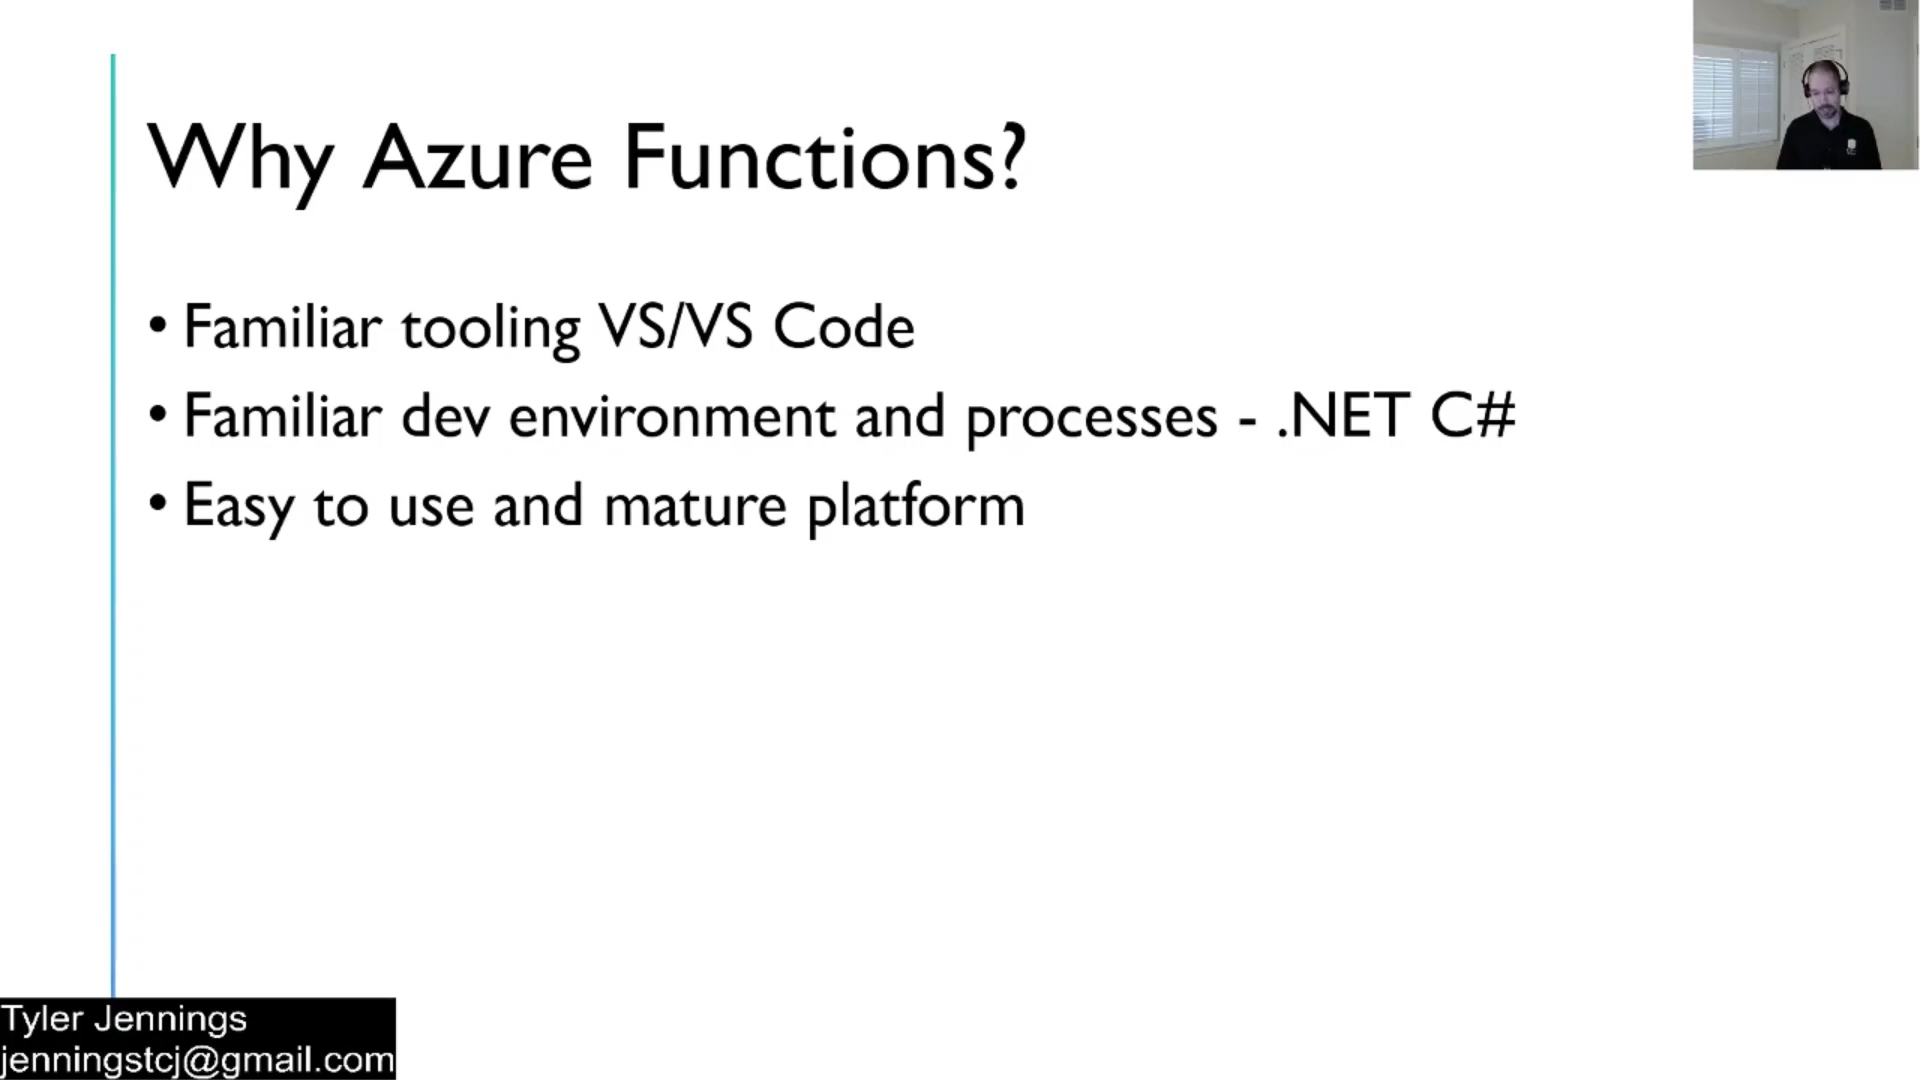 Why Azure Functions?
• Familiar tooling VS/VS Code
• Familiar dev environment and processes - .NET C#
• Easy to use and mature platform
Tyler Jennings
jenningstcj@gmail.com